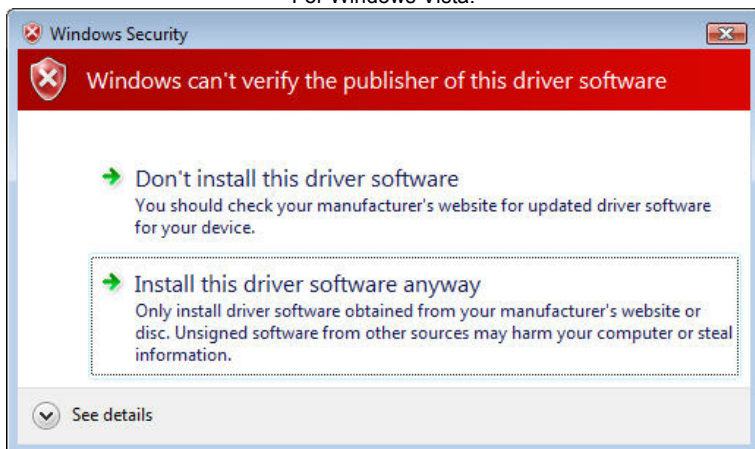 For Windows Vista:
Windows Security
Windows can't verify the publisher of this driver software
Don't install this driver software
You should check your manufacturer's website for updated driver software
for your device.
Install this driver software anyway
Only install driver software obtained from your manufacturer's website or
disc. Unsigned software from other sources may harm your computer or steal
information.
See details